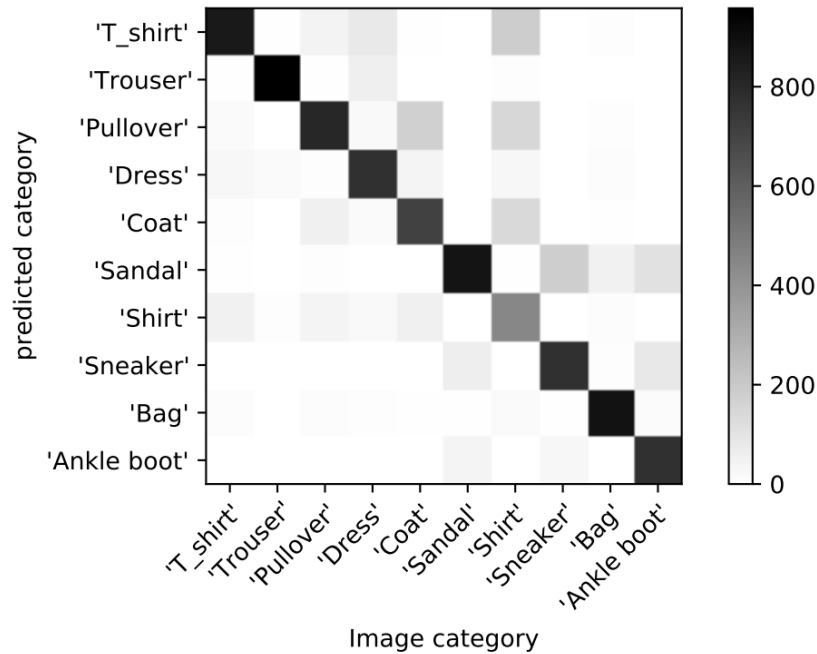 'T_shirt'
'Trouser'
'Pullover'
'Dress'
'Coat'
'Sandal'
'Shirt'
'Sneaker'
'Bag'
'Ankle boot'
predicted category
'T_shirt'
'Trouser'
'Pullover'
'Dress'
'Coat'
'Sandal'
'Shirt'
'Sneaker'
'Bag'
'Ankle boot'
Image category
800
600
400
200
0